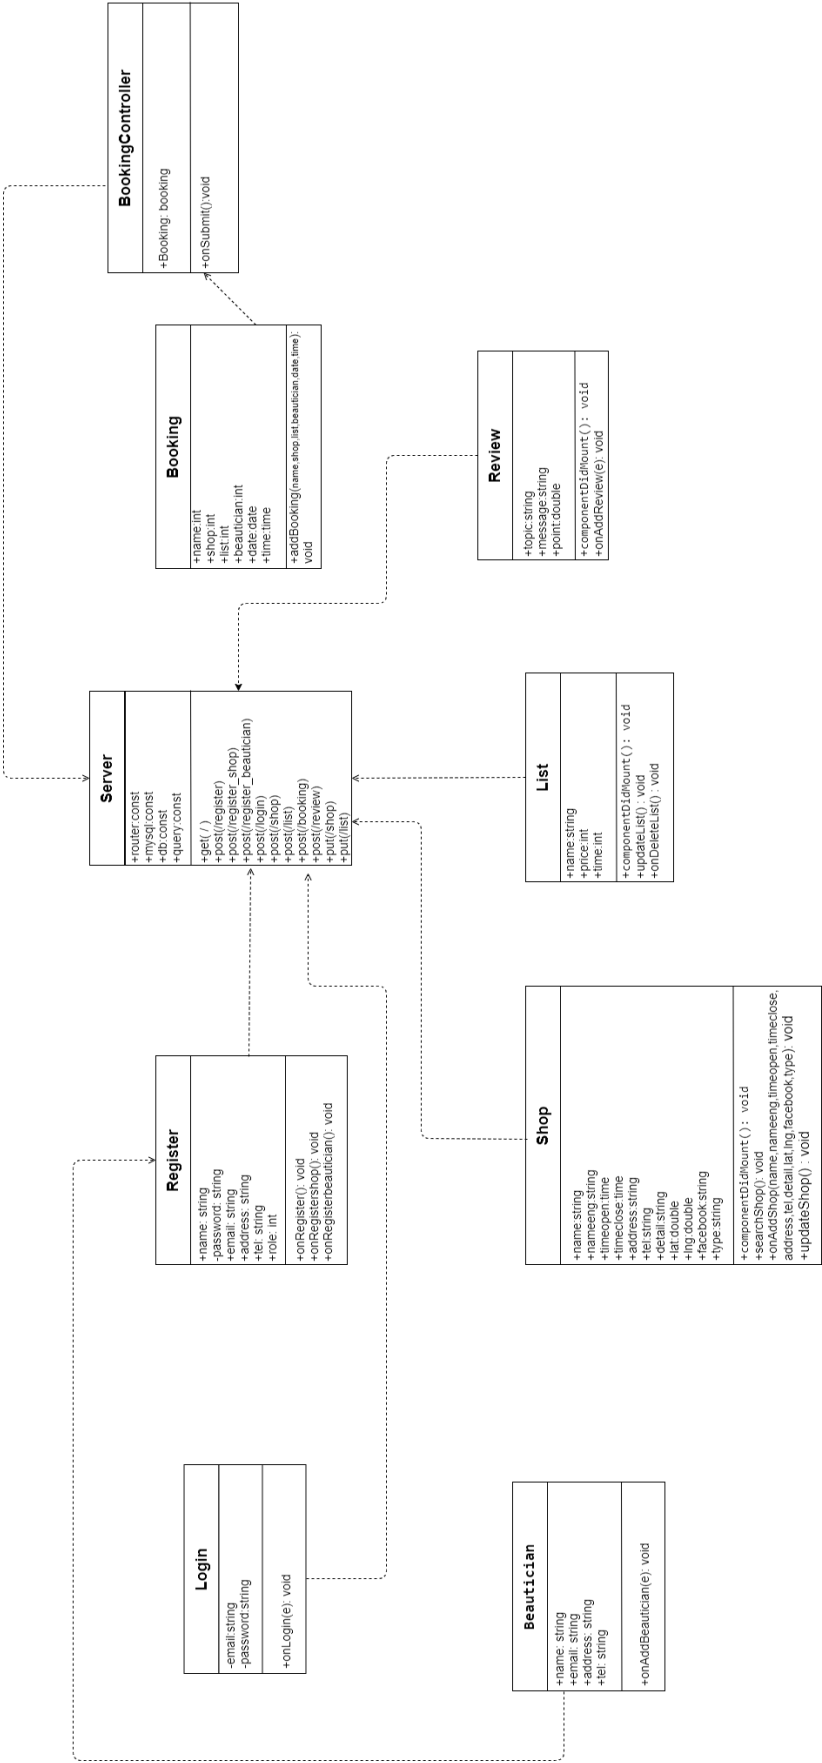 Login
-email:string
-password:string
+onLogin(e): void
Beautician
+name: string
+email: string
+address: string
+tel: string
+onAddBeautician(e): void
Register
+name: string
-password: string
+email: string
+address: string
+tel: string
+role: int
+onRegister(): void
+onRegistershop(): void
+onRegisterbeautician(): void
Shop
+name:string
+nameeng:string
+timeopen:time
+timeclose:time
+address:string
+tel:string
+detail:string
+lat:double
+lng:double
+facebook:string
+type:string
+componentDidMount(): void
+searchShop(): void
+onAddShop(name,nameeng,timeopen,timeclose,
address,tel,detail,lat,lng,facebook,type): void
+updateShop() : void
Server
+router:const
+mysql:const
+db:const
+query:const
+get( / )
+post(/register)
+post(/register_shop)
+post(/register_beautician)
+post(/login)
+post(/shop)
+post(/list)
+post(/booking)
+post(/review)
+put(/shop)
+put(/list)
List
+name:string
+price:int
+time:int
+componentDidMount(): void
+updateList() : void
+onDeleteList() : void
Booking
+name:int
+shop:int
+list:int
+beautician:int
+date:date
+time:time
+addBooking(name,shop,list,beautician,date,time):
void
Review
+topic:string
+message:string
+point:double
+componentDidMount(): void
+onAddReview(e): void
BookingController
+Booking: booking
+onSubmit():void